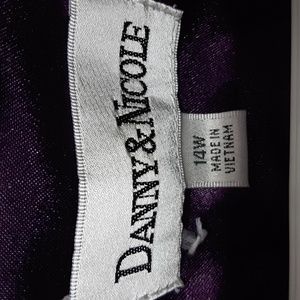 DANNY & NICOLE
14W
MADE IN
VIETNAM